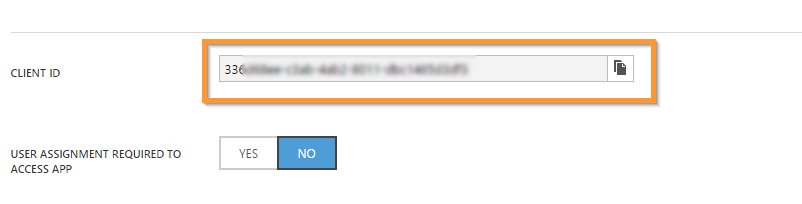 CLIENT ID
336
USER ASSIGNMENT REQUIRED TO
ACCESS APP
YES
NO